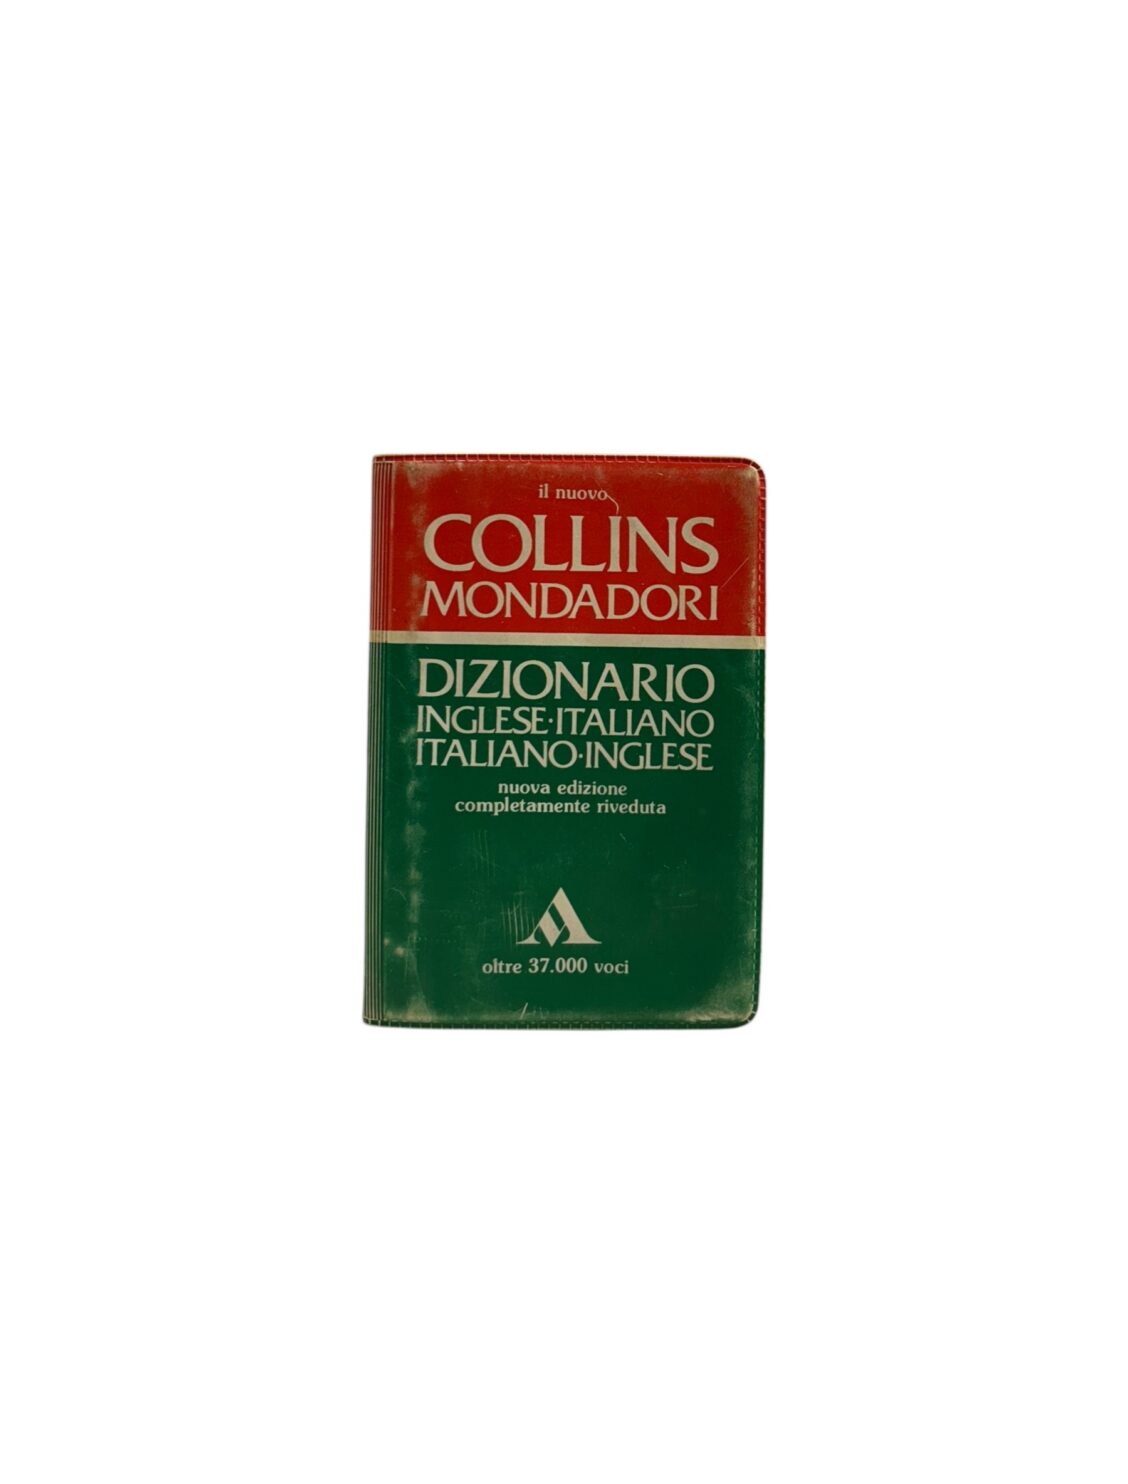 il nuovo
COLLINS
MONDADORI
DIZIONARIO
INGLESE·ITALIANO
ITALIANO·INGLESE
nuova edizione
completamente riveduta
oltre 37.000 voci